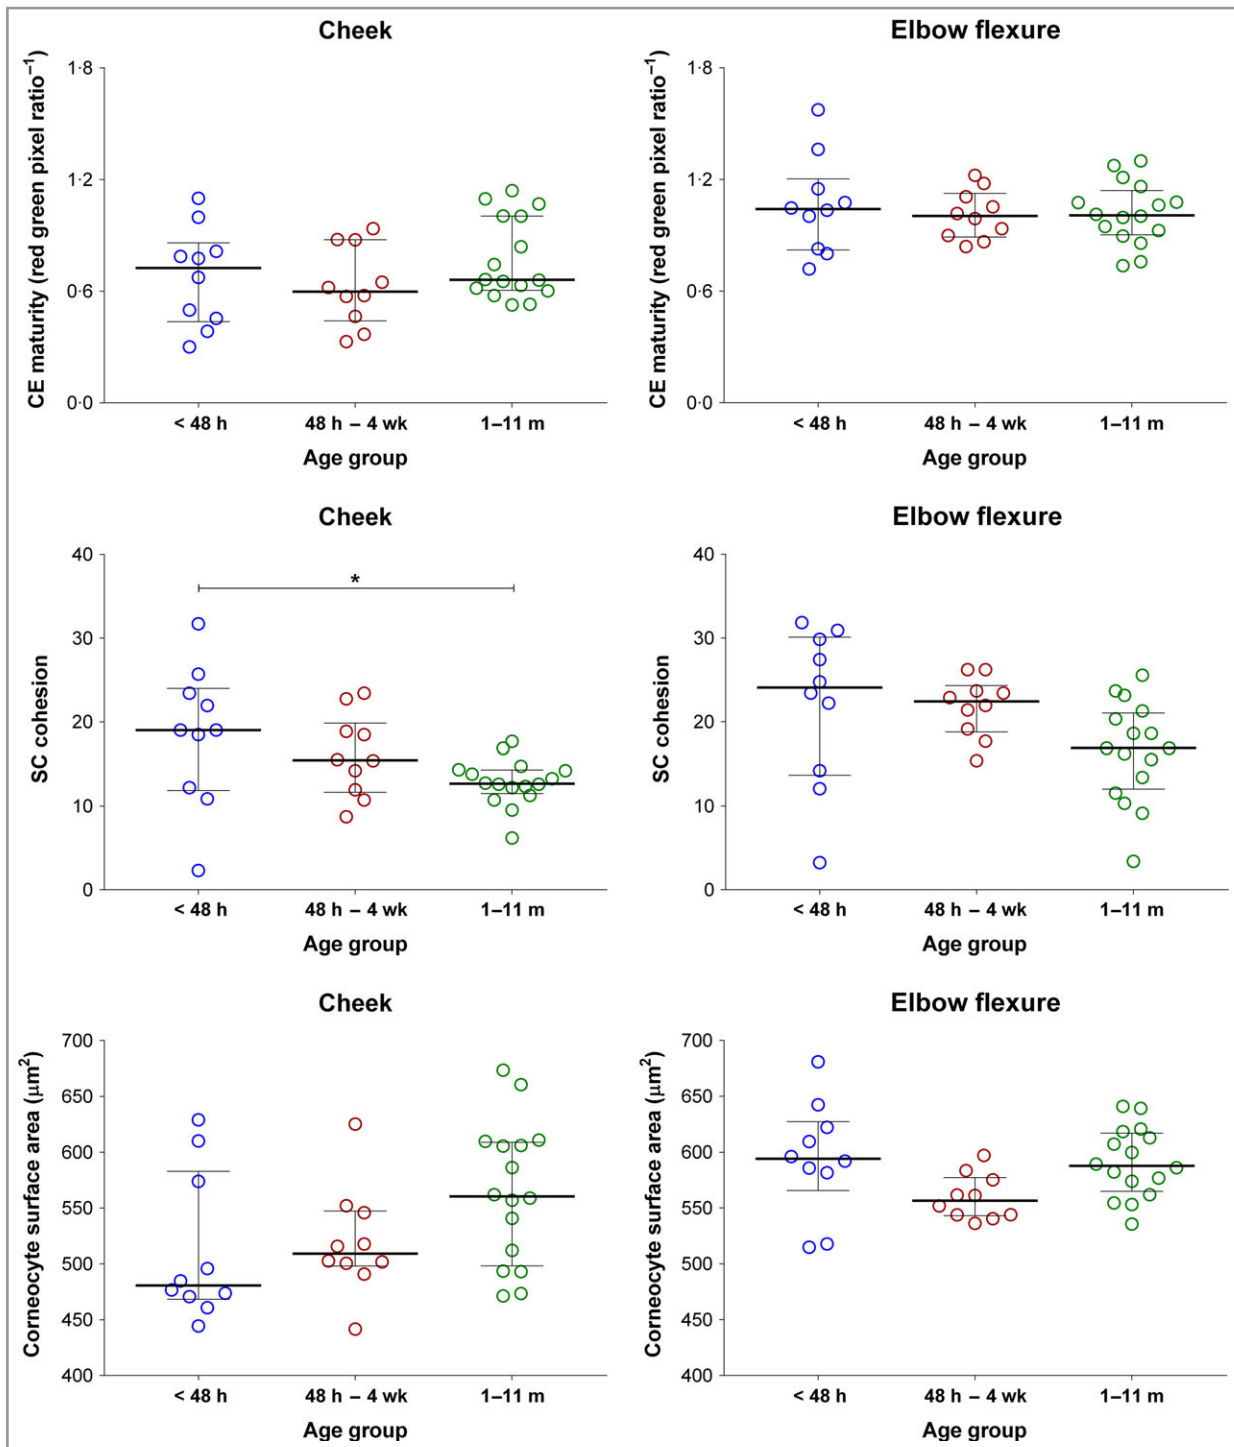 Cheek
CE maturity (red green pixel ratio⁻¹)
1·8
1·2
0·6
0·0
< 48 h
48 h – 4 wk
1–11 m
Age group
Elbow flexure
CE maturity (red green pixel ratio⁻¹)
1·8
1·2
0·6
0·0
< 48 h
48 h – 4 wk
1–11 m
Age group
Cheek
SC cohesion
40
30
20
10
0
*
< 48 h
48 h – 4 wk
1–11 m
Age group
Elbow flexure
SC cohesion
40
30
20
10
0
< 48 h
48 h – 4 wk
1–11 m
Age group
Cheek
Corneocyte surface area (μm²)
700
650
600
550
500
450
400
< 48 h
48 h – 4 wk
1–11 m
Age group
Elbow flexure
Corneocyte surface area (μm²)
700
650
600
550
500
450
400
< 48 h
48 h – 4 wk
1–11 m
Age group